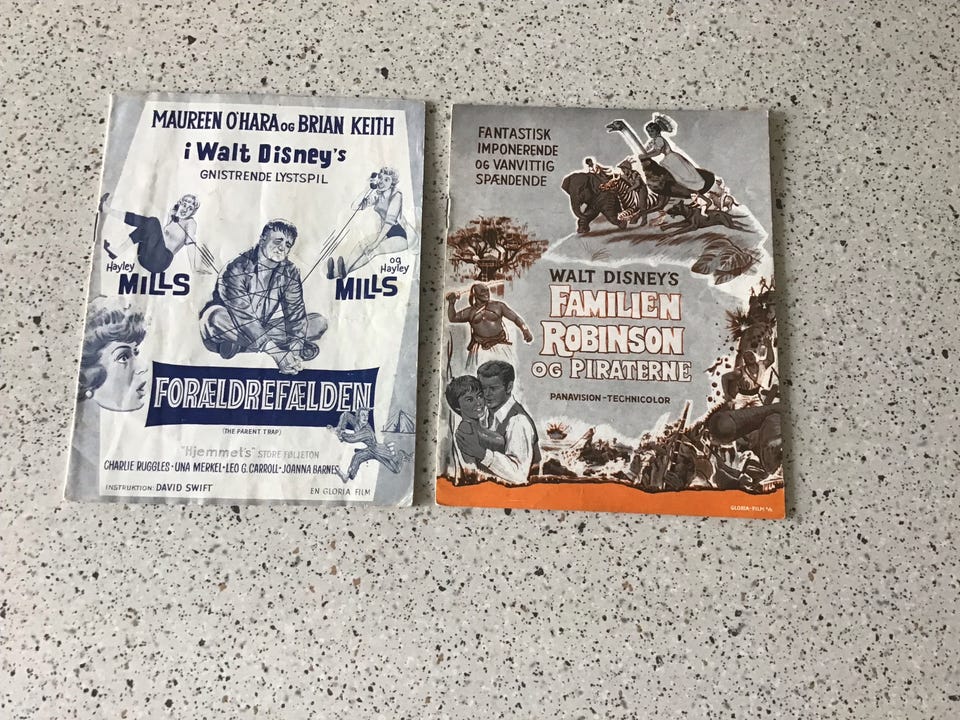 MAUREEN O'HARA OG BRIAN KEITH
i Walt Disney's
GNISTRENDE LYSTSPIL
Hayley
MILLS
og
Hayley
MILLS
FORÆLDREFÆLDEN
(THE PARENT TRAP)
"Hjemmet's" STORE FØLJETON
CHARLIE RUGGLES · UNA MERKEL · LEO G. CARROLL · JOANNA BARNES
INSTRUKTION: DAVID SWIFT
EN GLORIA FILM
FANTASTISK
IMPONERENDE
OG VANVITTIG
SPÆNDENDE
WALT DISNEY'S
FAMILIEN
ROBINSON
OG PIRATERNE
PANAVISION - TECHNICOLOR
GLORIA-FILM A/S